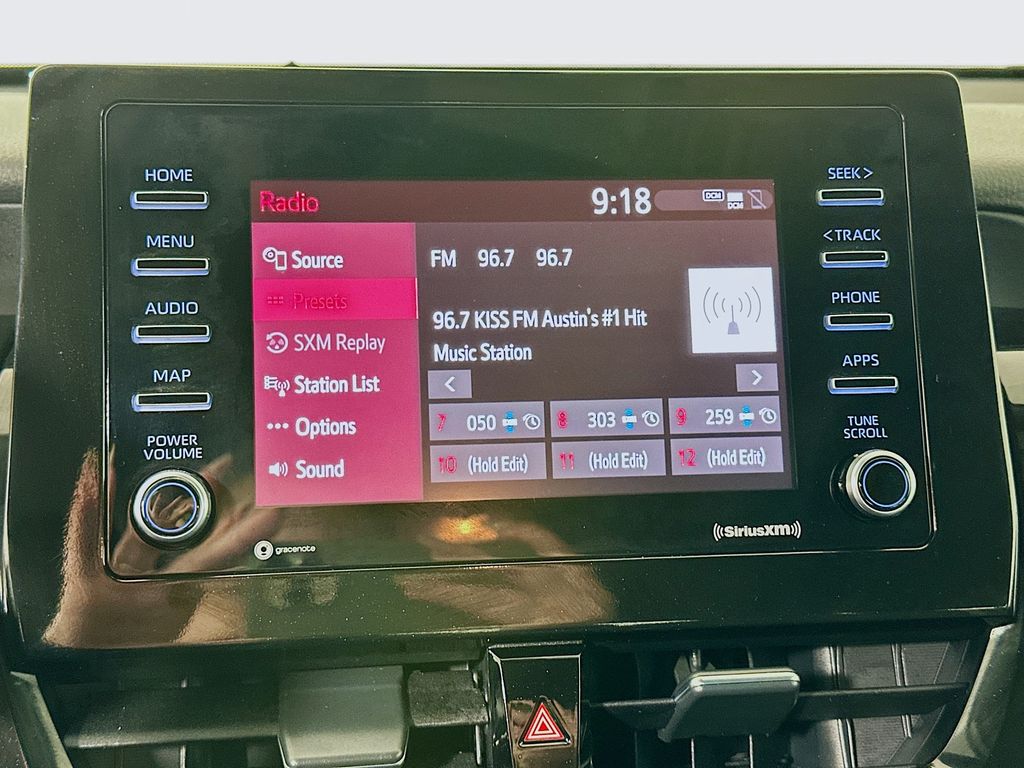 HOME
MENU
AUDIO
MAP
POWER
VOLUME
Radio
9:18
DCM
DCM
Source
Presets
SXM Replay
Station List
Options
Sound
FM 96.7 96.7
96.7 KISS FM Austin's #1 Hit
Music Station
< >
7 050 8 303 9 259
10 (Hold Edit) 11 (Hold Edit) 12 (Hold Edit)
gracenote
((SiriusXM))
SEEK >
< TRACK
PHONE
APPS
TUNE
SCROLL